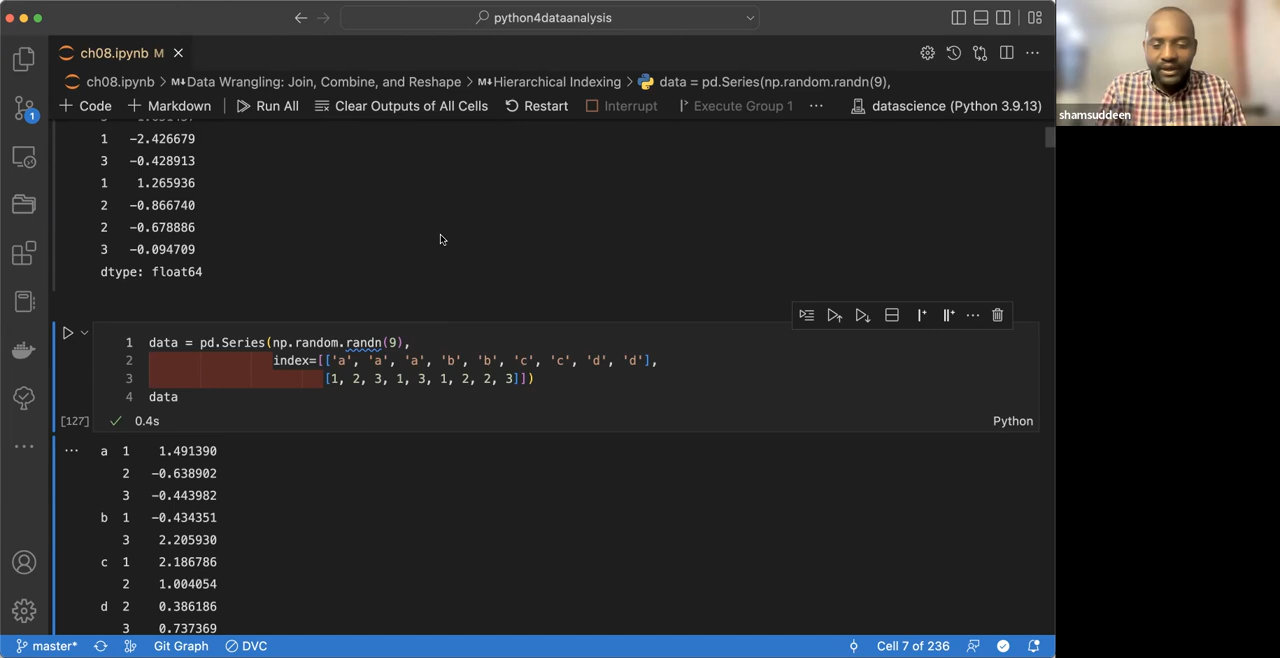 python4dataanalysis
ch08.ipynb M
ch08.ipynb > M↓Data Wrangling: Join, Combine, and Reshape > M↓Hierarchical Indexing > data = pd.Series(np.random.randn(9),
+ Code + Markdown | Run All Clear Outputs of All Cells Restart Interrupt | Execute Group 1 ... datascience (Python 3.9.13)
shamsuddeen
1 -2.426679
3 -0.428913
1 1.265936
2 -0.866740
2 -0.678886
3 -0.094709
dtype: float64
1 data = pd.Series(np.random.randn(9),
2 index=[['a', 'a', 'a', 'b', 'b', 'c', 'c', 'd', 'd'],
3 [1, 2, 3, 1, 3, 1, 2, 2, 3]])
4 data
[127] 0.4s Python
... a 1 1.491390
2 -0.638902
3 -0.443982
b 1 -0.434351
3 2.205930
c 1 2.186786
2 1.004054
d 2 0.386186
3 0.737369
1
master* Git Graph DVC Cell 7 of 236